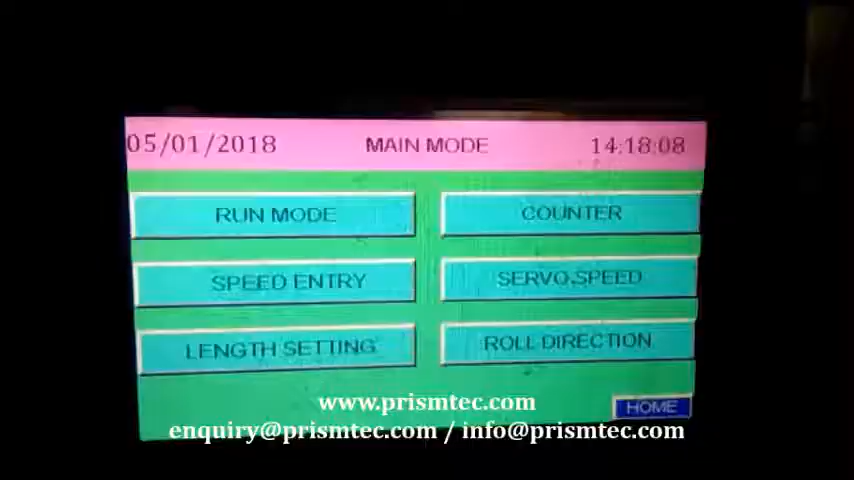 05/01/2018 MAIN MODE 14:18:08
RUN MODE COUNTER
SPEED ENTRY SERVO.SPEED
LENGTH SETTING ROLL DIRECTION
HOME
www.prismtec.com
enquiry@prismtec.com / info@prismtec.com